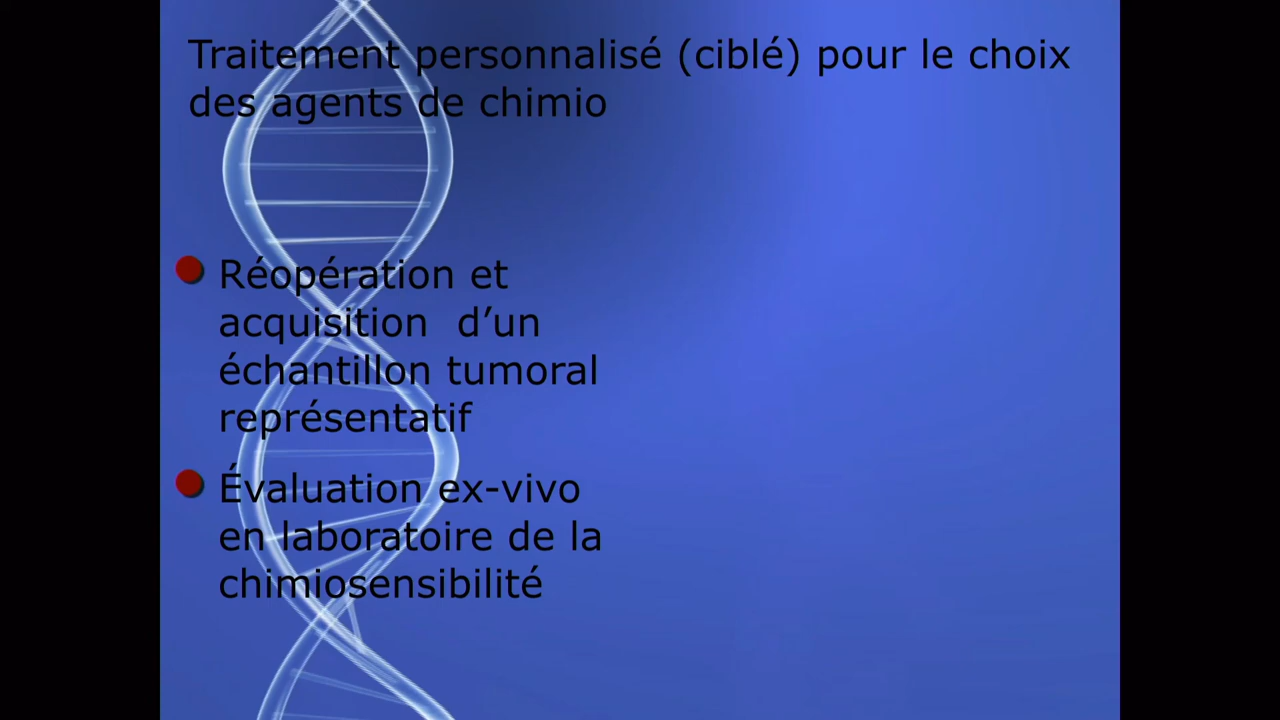 Traitement personnalisé (ciblé) pour le choix
des agents de chimio
Réopération et
acquisition d’un
échantillon tumoral
représentatif
Évaluation ex-vivo
en laboratoire de la
chimiosensibilité